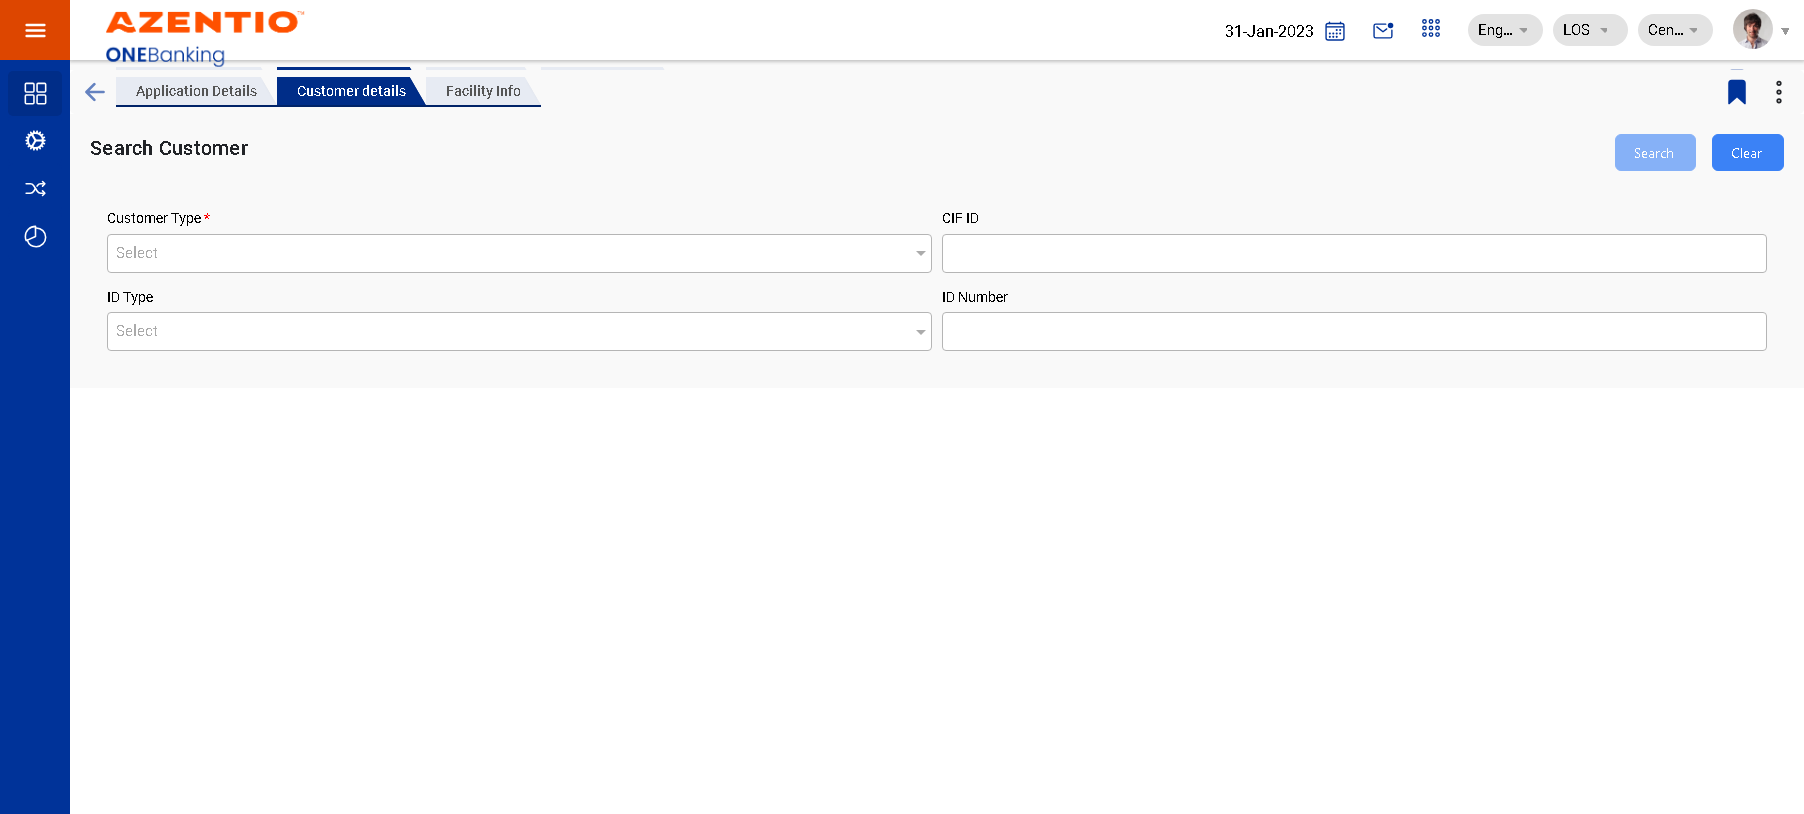 AZENTIO™
ONEBanking
31-Jan-2023
Eng...
LOS
Cen...
Application Details
Customer details
Facility Info
Search Customer
Search
Clear
Customer Type *
CIF ID
Select
ID Type
ID Number
Select